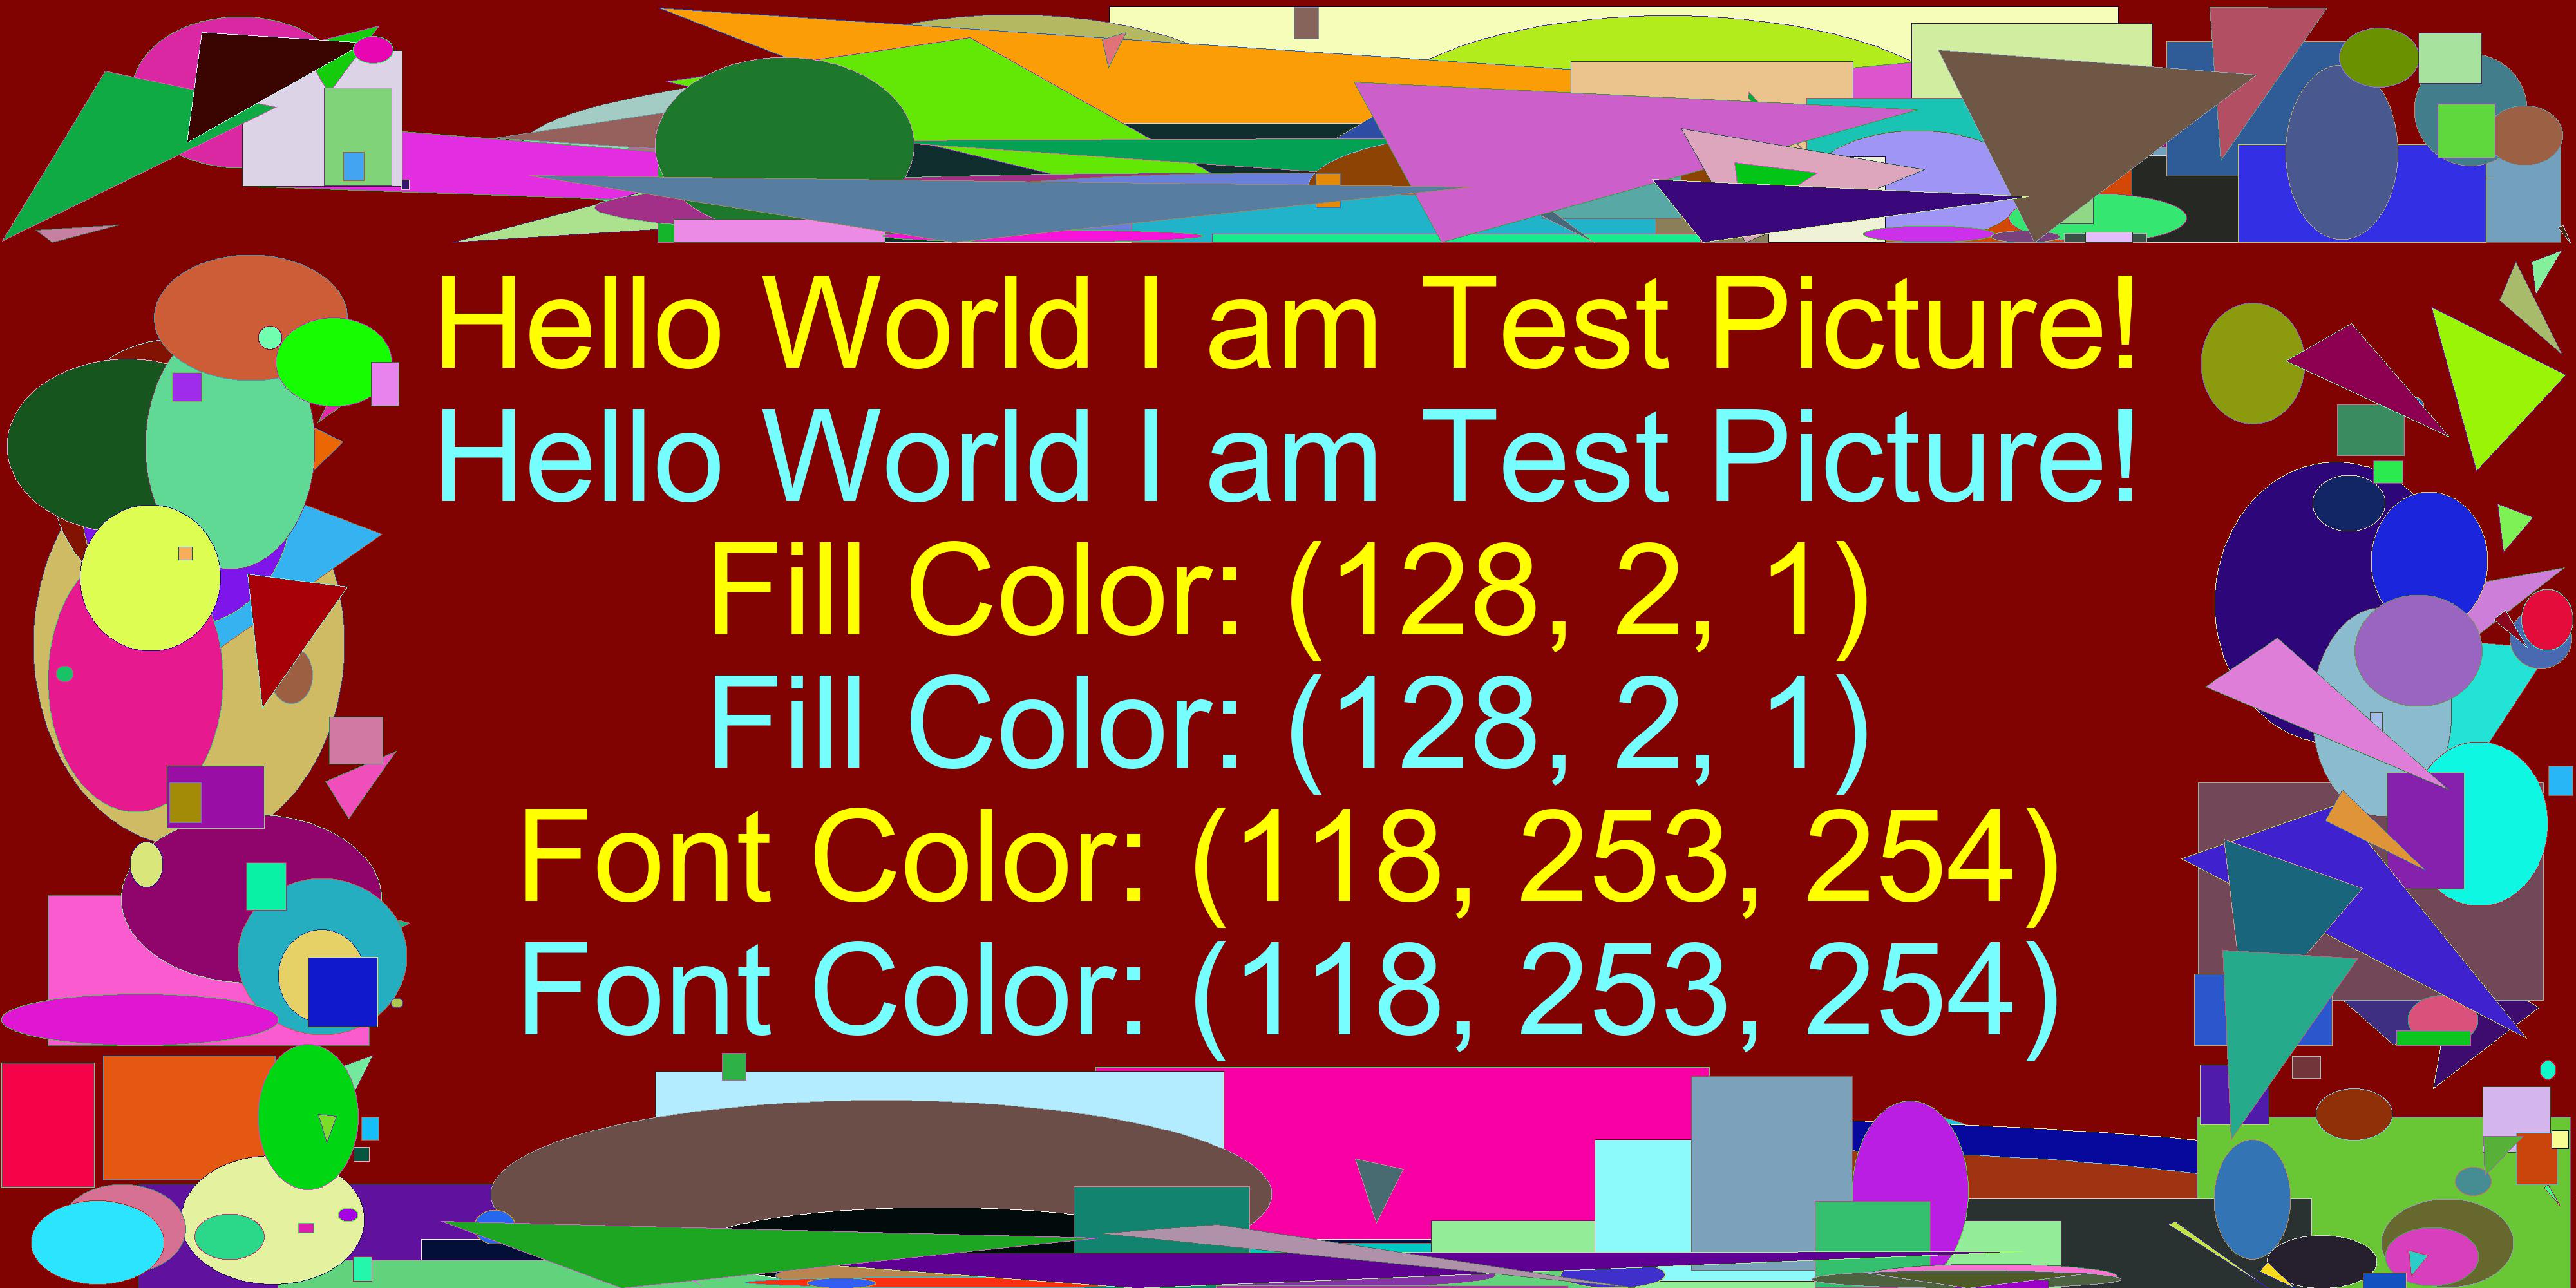 Hello World I am Test Picture!
Hello World I am Test Picture!
Fill Color: (128, 2, 1)
Fill Color: (128, 2, 1)
Font Color: (118, 253, 254)
Font Color: (118, 253, 254)